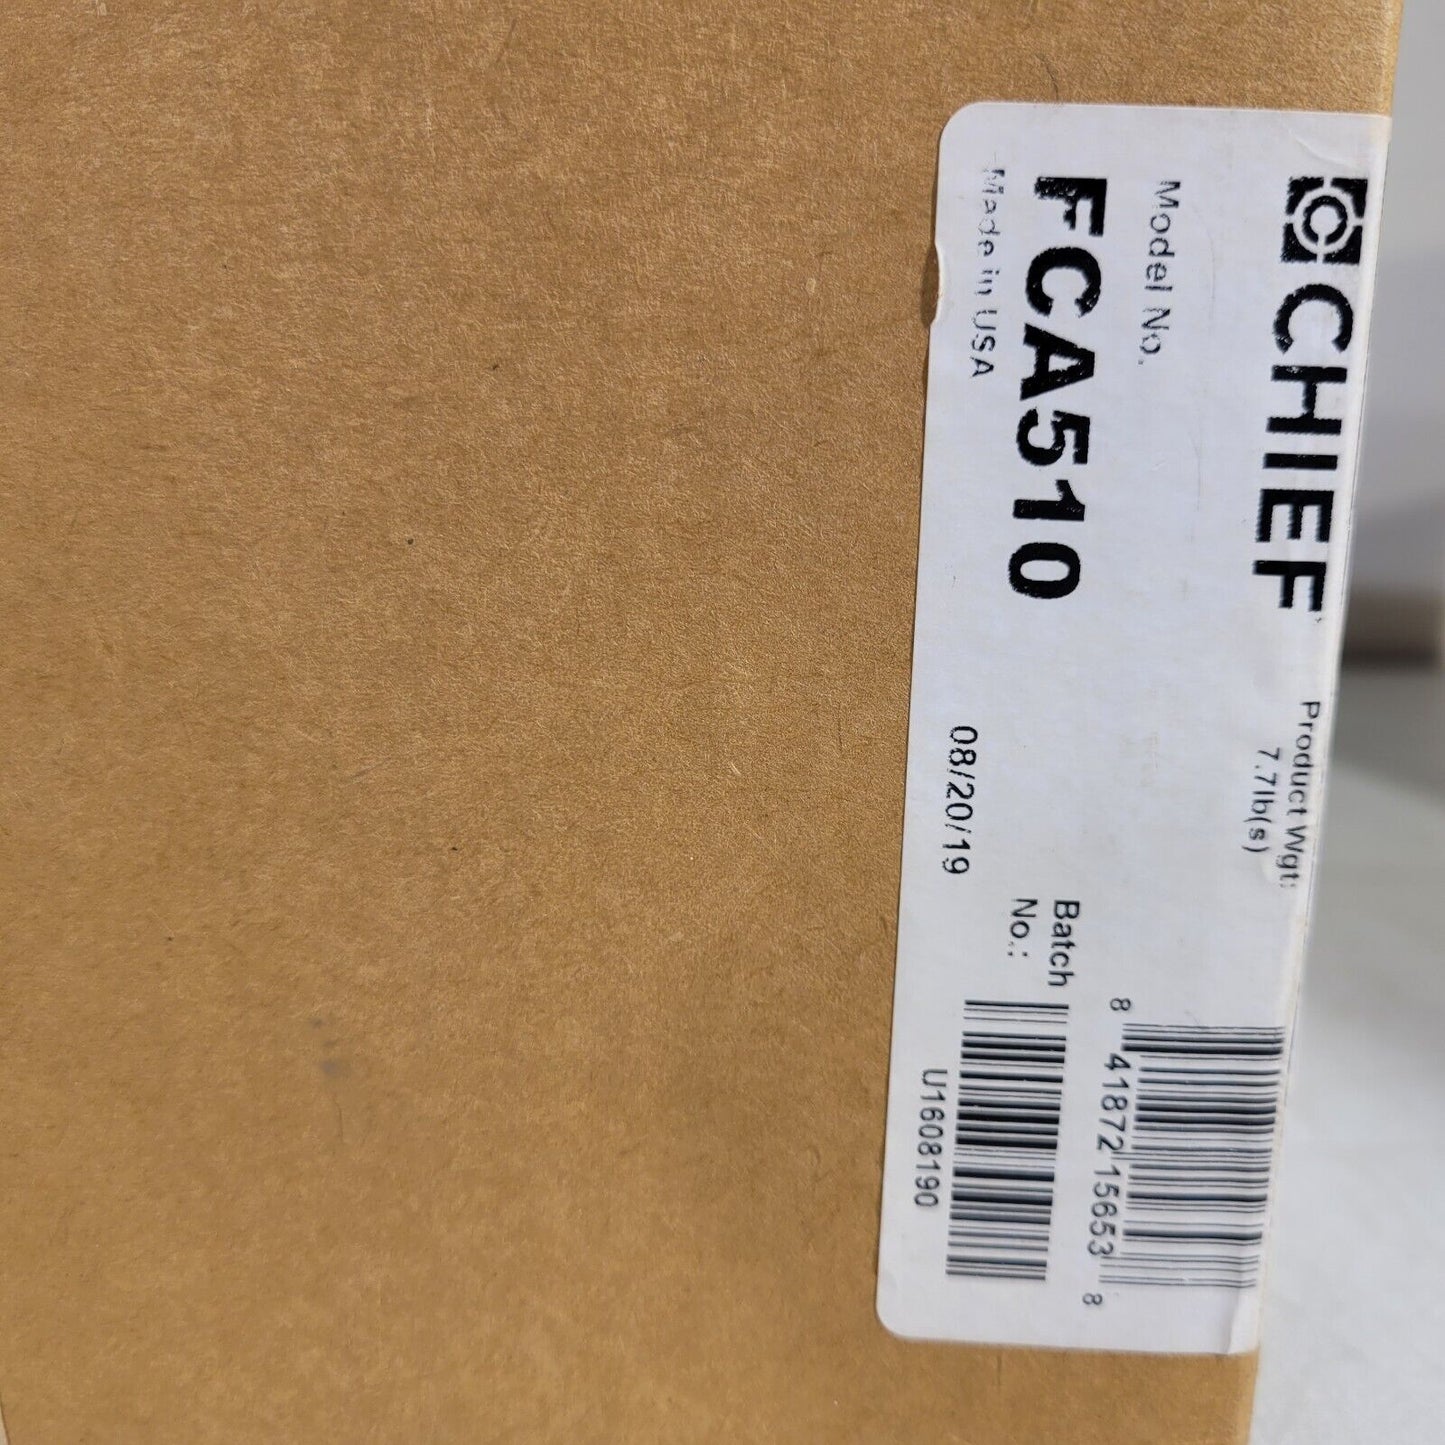 CHIEF
Product Wgt:
7.7lb(s)
Model No.
FCA510
Made in USA
08/20/19
Batch
No.:
U1608190
8 41872 15653 8